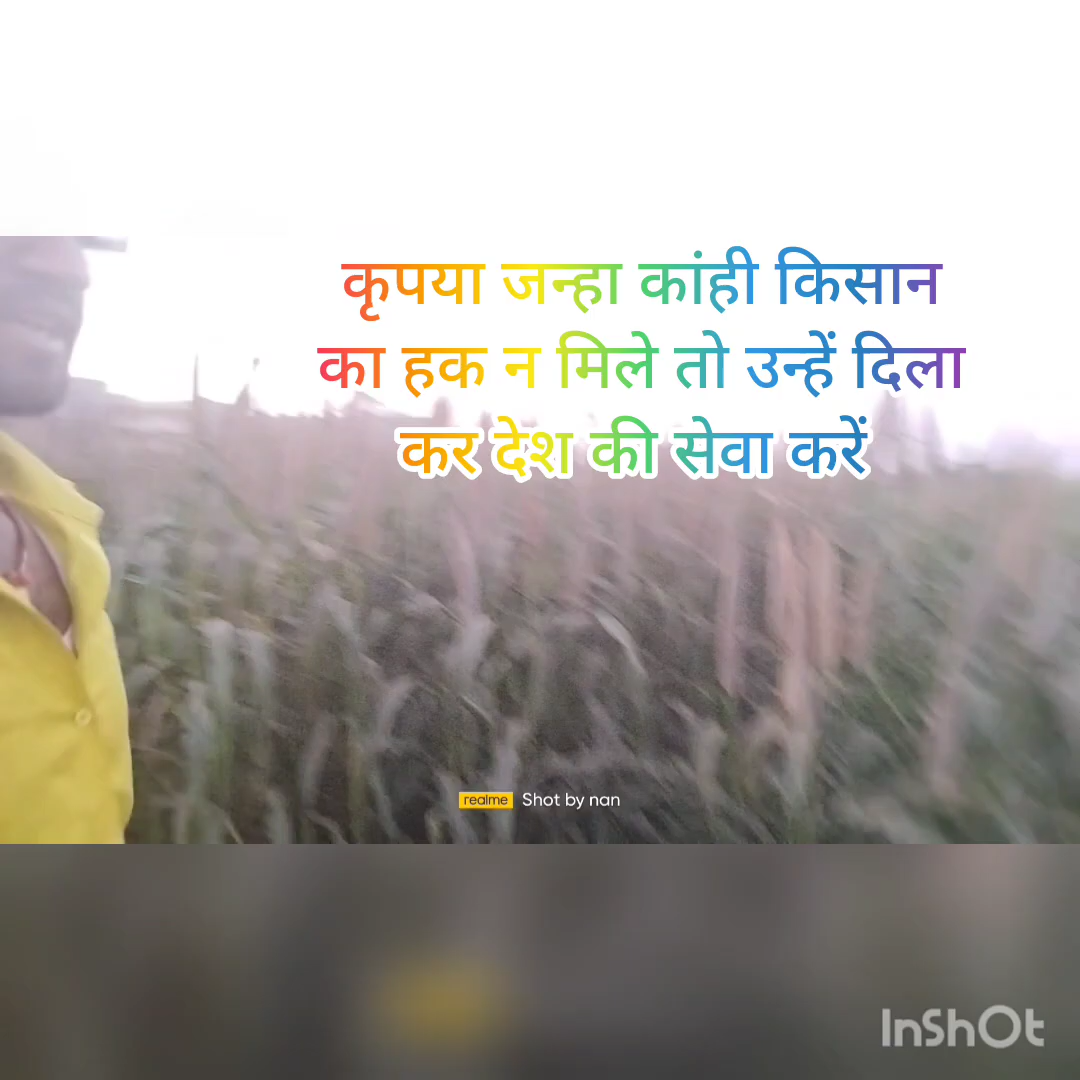 कृपया जन्हा कांही किसान
का हक न मिले तो उन्हें दिला
कर देश की सेवा करें
realme Shot by nan
InShOt